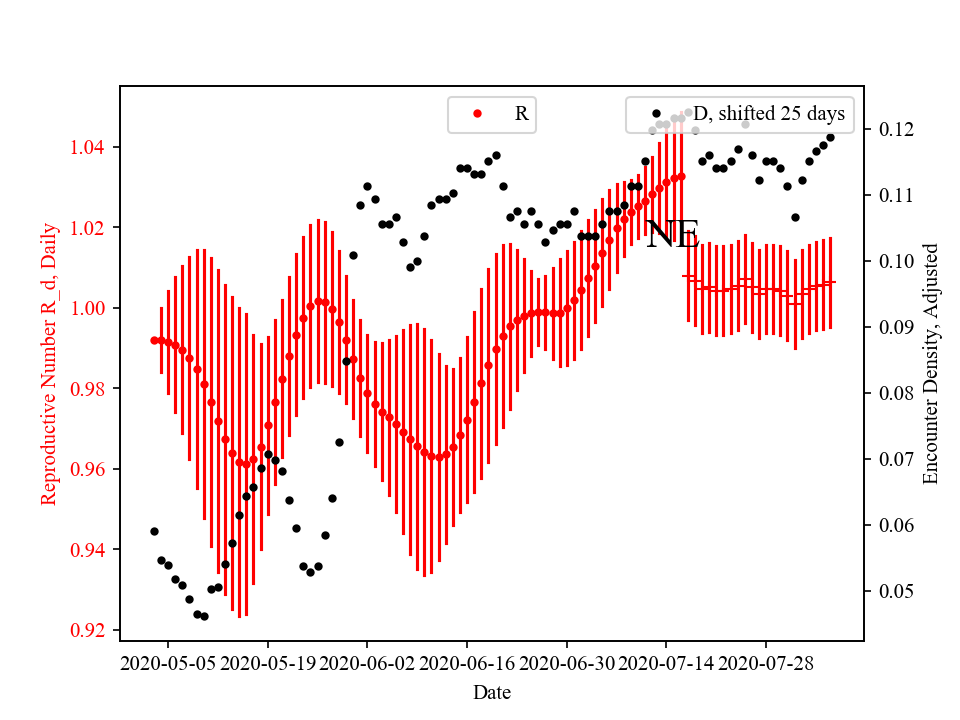 R
D, shifted 25 days
1.04
1.02
1.00
0.98
0.96
0.94
0.92
Reproductive Number R_d, Daily
NE
0.12
0.11
0.10
0.09
0.08
0.07
0.06
0.05
Encounter Density, Adjusted
2020-05-05 2020-05-19 2020-06-02 2020-06-16 2020-06-30 2020-07-14 2020-07-28
Date